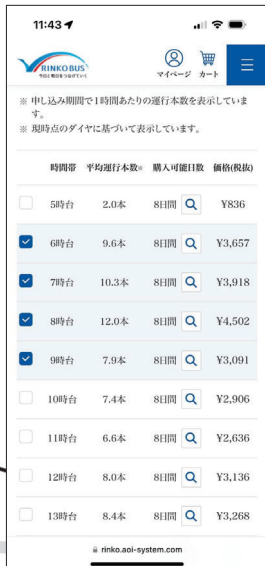 11:43
RINKO BUS
今日と明日をつなげていく
マイページ カート
※ 申し込み期間で1時間あたりの運行本数を表示しています。
※ 現時点のダイヤに基づいて表示しています。
時間帯 平均運行本数※ 購入可能日数 価格(税抜)
5時台 2.0本 8日間 ¥836
6時台 9.6本 8日間 ¥3,657
7時台 10.3本 8日間 ¥3,918
8時台 12.0本 8日間 ¥4,502
9時台 7.9本 8日間 ¥3,091
10時台 7.4本 8日間 ¥2,906
11時台 6.6本 8日間 ¥2,636
12時台 8.0本 8日間 ¥3,136
13時台 8.4本 8日間 ¥3,268
rinko.aoi-system.com